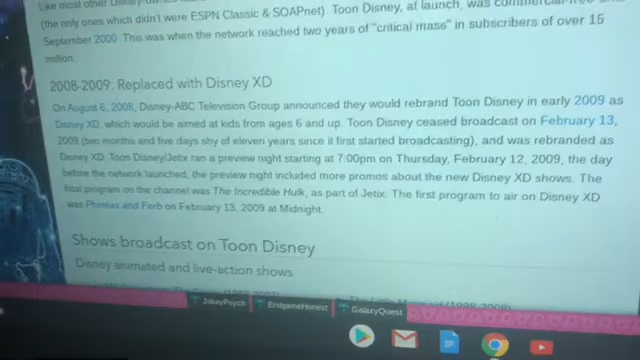 Like most other Disney
(the only ones which didn't were ESPN Classic & SOAPnet). Toon Disney, at launch, was commercial-free
September 2000. This was when the network reached two years of "critical mase" in subscribers of over 15
million.
2008-2009: Replaced with Disney XD
On August 6, 2008, Disney-ABC Television Group announced they would rebrand Toon Disney in early 2009 as
Disney XD, which would be aimed at kids from ages 6 and up. Toon Disney ceased broadcast on February 13,
2009 (two months and five days shy of eleven years since it first started broadcasting), and was rebranded as
Disney XD. Toon Disney/Jetix ran a preview night starting at 7:00pm on Thursday, February 12, 2009, the day
before the network launched, the preview night included more promos about the new Disney XD shows. The
final program on the channel was The Incredible Hulk, as part of Jetix. The first program to air on Disney XD
was Phineas and Ferb on February 13, 2009 at Midnight.
Shows broadcast on Toon Disney
Disney animated and live-action shows
JokeyPsych EndgameHonest GalaxyQuest